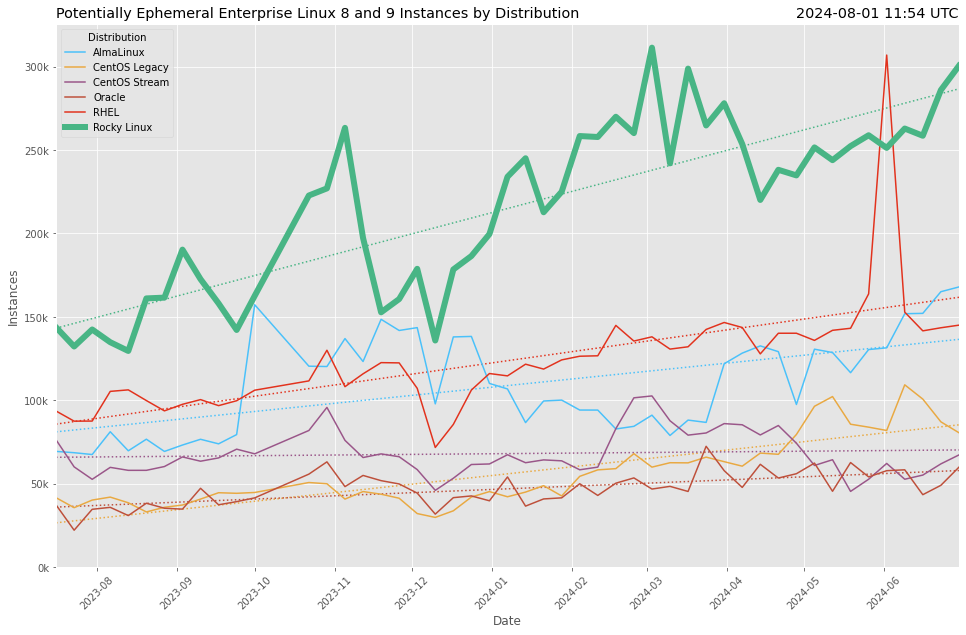 Potentially Ephemeral Enterprise Linux 8 and 9 Instances by Distribution
2024-08-01 11:54 UTC
Distribution
AlmaLinux
CentOS Legacy
CentOS Stream
Oracle
RHEL
Rocky Linux
Instances
300k
250k
200k
150k
100k
50k
0k
2023-08
2023-09
2023-10
2023-11
2023-12
2024-01
2024-02
2024-03
2024-04
2024-05
2024-06
Date